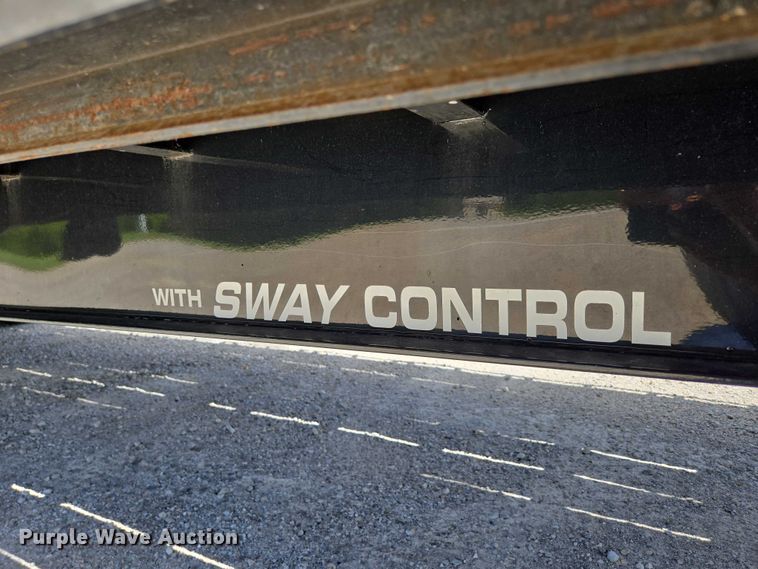 WITH SWAY CONTROL
Purple Wave Auction